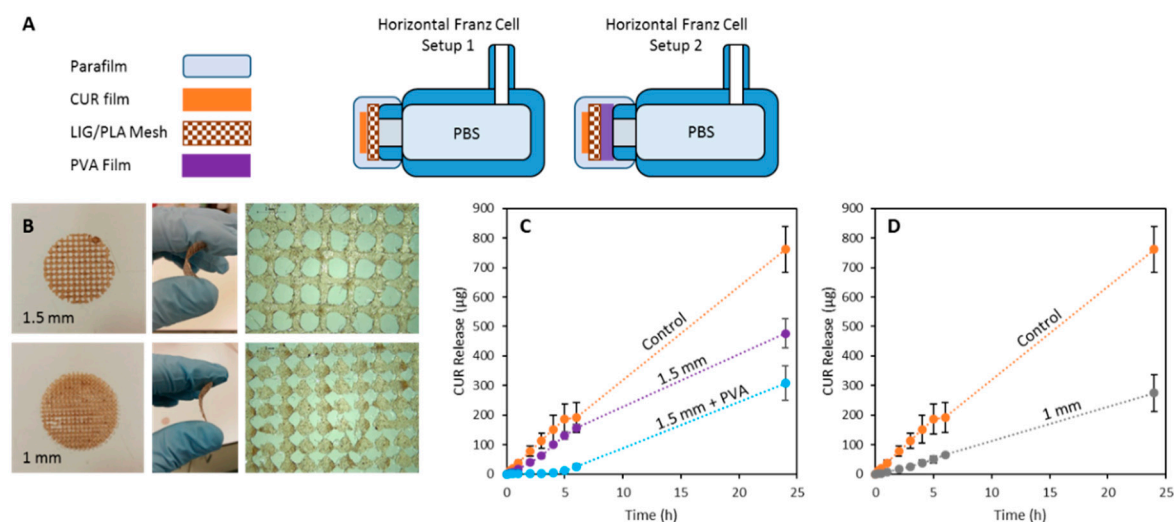 A
Horizontal Franz Cell
Setup 1
Horizontal Franz Cell
Setup 2
Parafilm
CUR film
LIG/PLA Mesh
PVA Film
PBS
PBS
B
1.5 mm
1 mm
C
CUR Release (µg)
900
800
700
600
500
400
300
200
100
0
Control
1.5 mm
1.5 mm + PVA
0
5
10
15
20
25
Time (h)
D
CUR Release (µg)
900
800
700
600
500
400
300
200
100
0
Control
1 mm
0
5
10
15
20
25
Time (h)